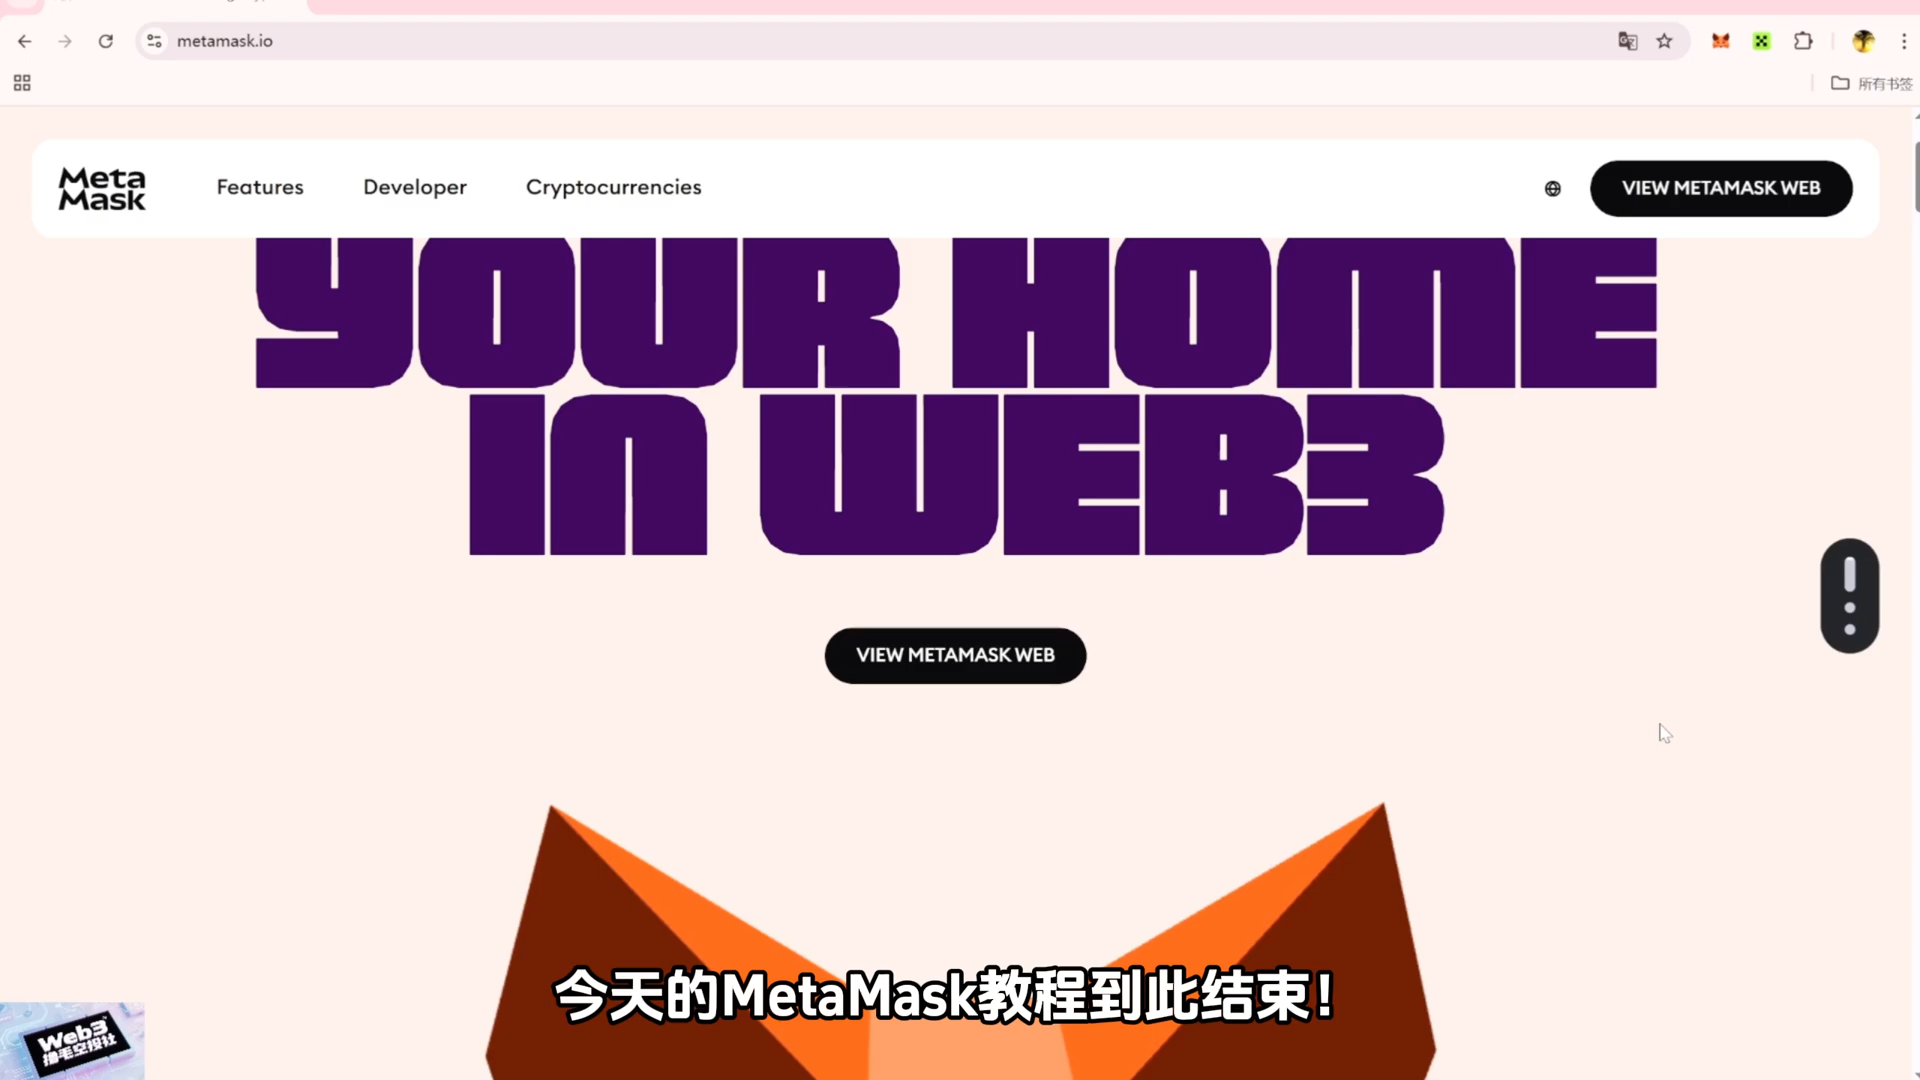 metamask.io
所有书签
Meta
Mask
Features
Developer
Cryptocurrencies
VIEW METAMASK WEB
YOUR HOME
IN WEB3
VIEW METAMASK WEB
今天的MetaMask教程到此结束!
Web3
撸毛空投社